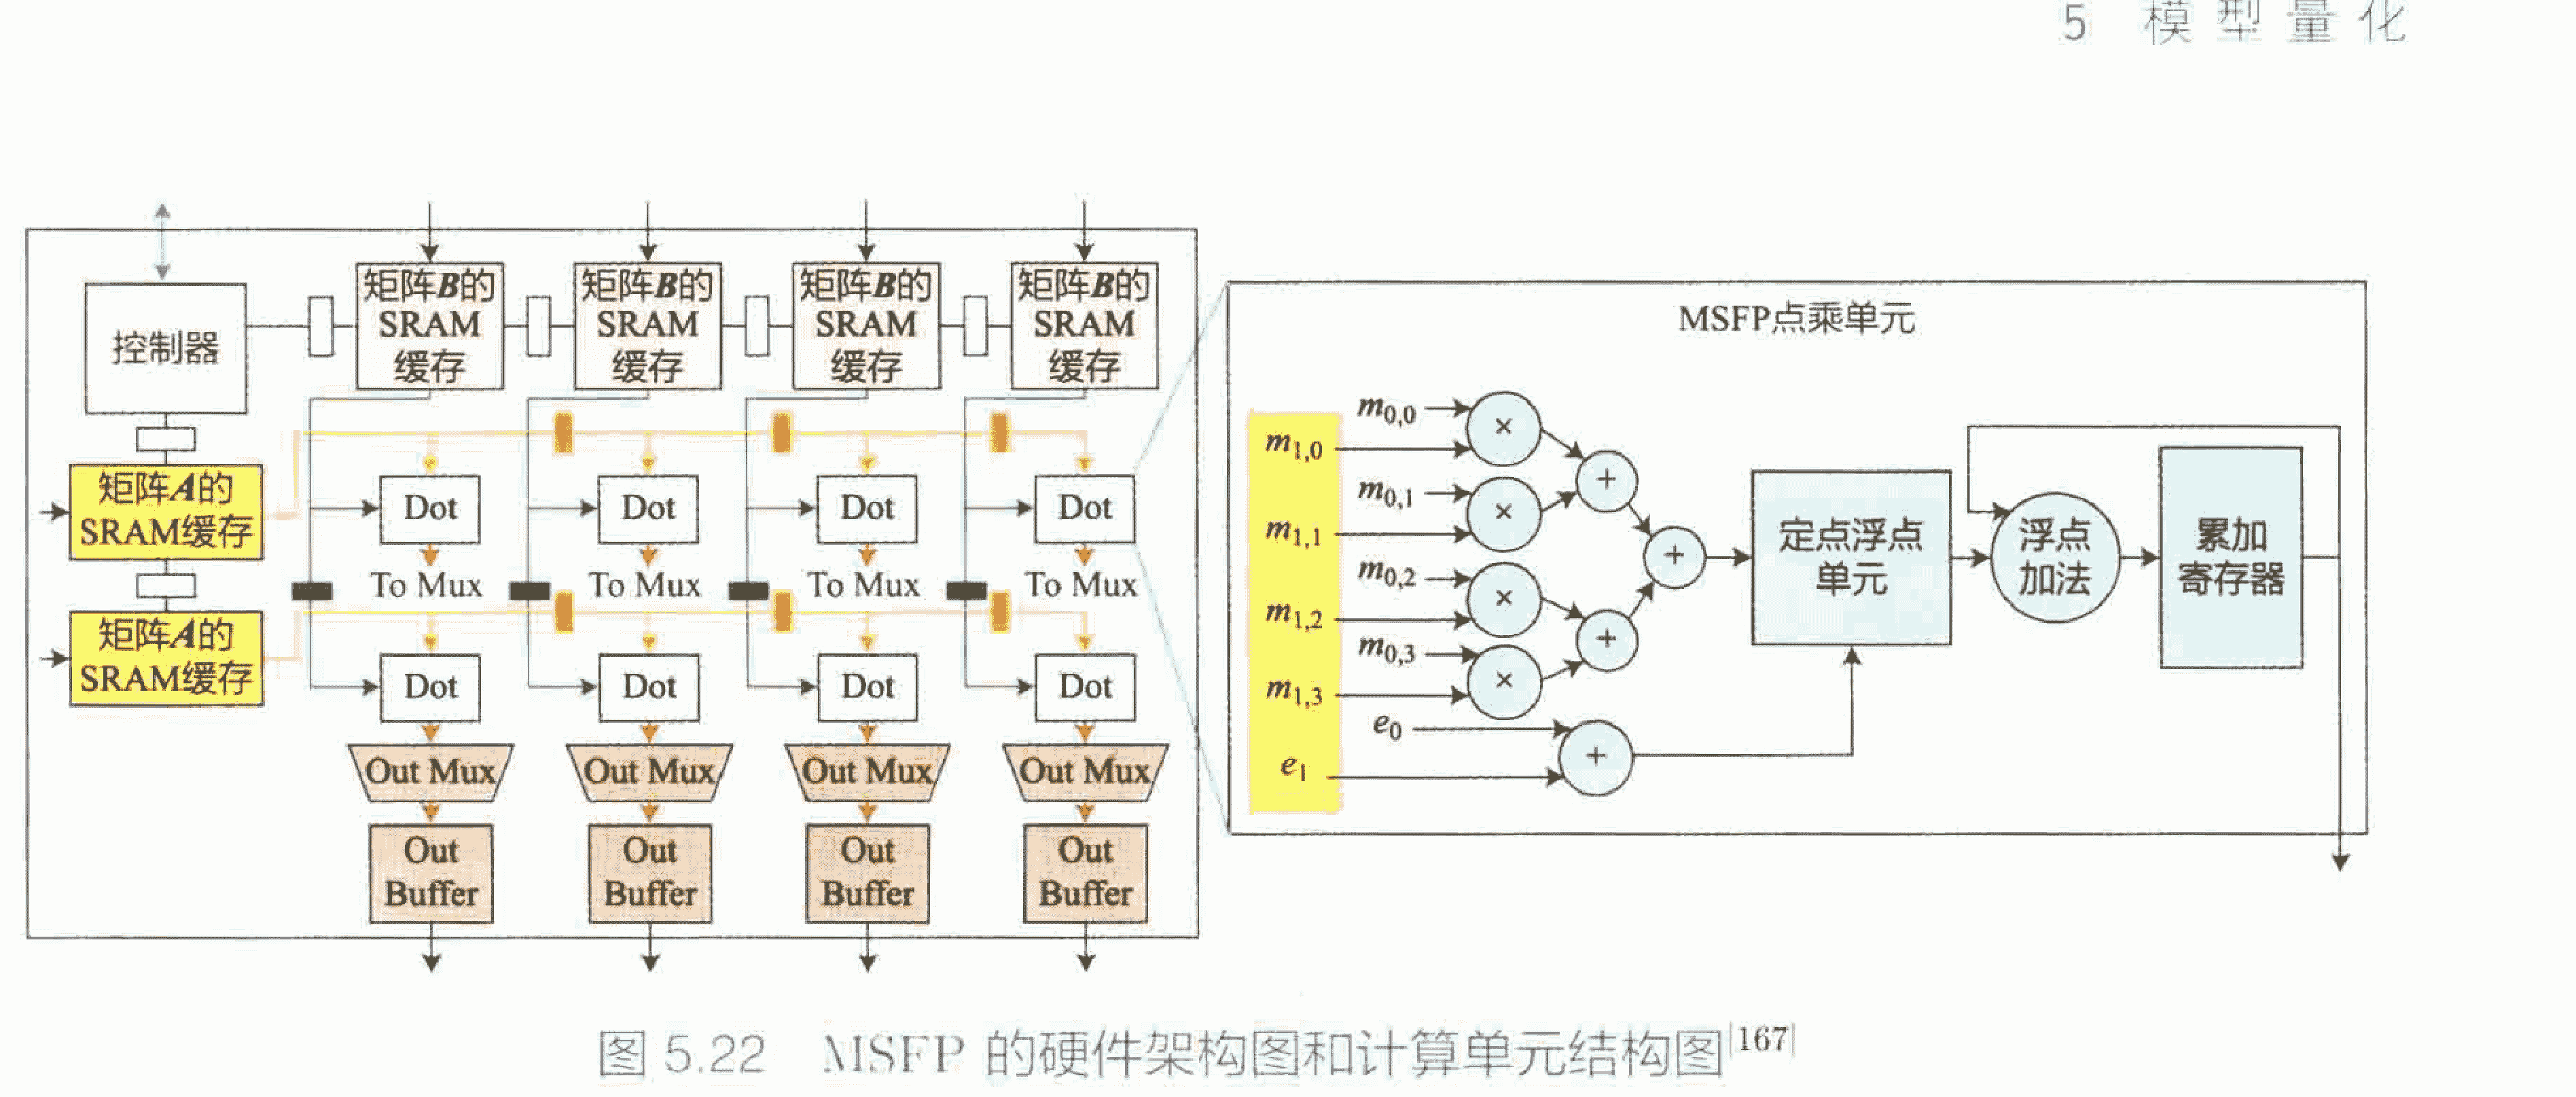 5 模型量化
矩阵B的
SRAM
缓存
矩阵B的
SRAM
缓存
矩阵B的
SRAM
缓存
矩阵B的
SRAM
缓存
控制器
矩阵A的
SRAM缓存
矩阵A的
SRAM缓存
Dot
Dot
Dot
Dot
To Mux
To Mux
To Mux
To Mux
Dot
Dot
Dot
Dot
Out Mux
Out Mux
Out Mux
Out Mux
Out
Buffer
Out
Buffer
Out
Buffer
Out
Buffer
MSFP点乘单元
m0,0
m1,0
×
+
m0,1
m1,1
×
+
m0,2
m1,2
×
+
m0,3
m1,3
×
e0
e1
+
定点浮点
单元
浮点
加法
累加
寄存器
图 5.22 MSFP 的硬件架构图和计算单元结构图[167]